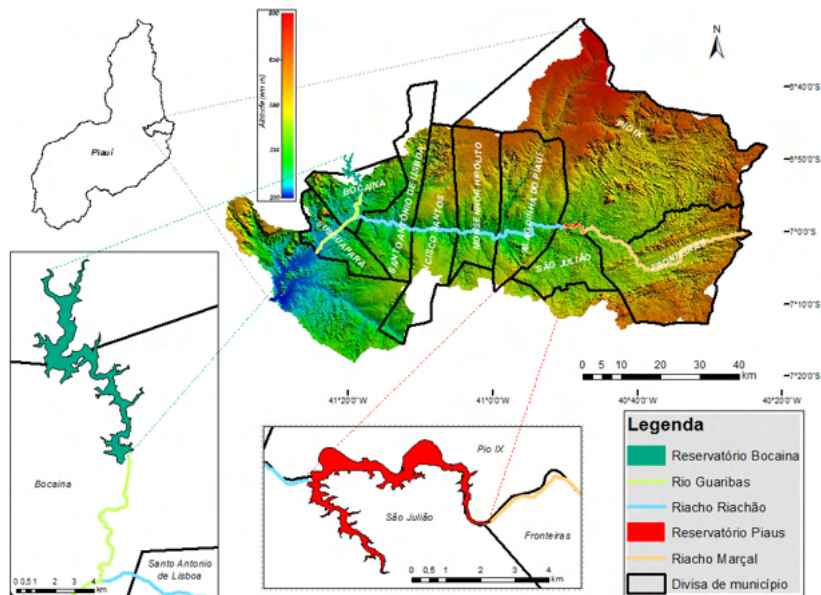 Piauí
Altitude (em m)
800
650
350
200
N
6°40'0"S
6°50'0"S
7°0'0"S
7°10'0"S
7°20'0"S
41°20'0"W
41°0'0"W
40°40'0"W
40°20'0"W
PIO IX
BOCAINA
SUSSUAPARA
SANTO ANTÔNIO DE LISBOA
CISCO SANTOS
MONSENHOR HIPÓLITO
ALAGOINHA DO PIAUÍ
SÃO JULIÃO
FRONTEIRAS
0 5 10 20 30 40
km
Bocaina
Santo Antonio
de Lisboa
0 0,5 1 2 3 4
km
Pio IX
São Julião
Fronteiras
0 0,5 1 2 3 4
km
Legenda
Reservatório Bocaina
Rio Guaribas
Riacho Riachão
Reservatório Piaus
Riacho Marçal
Divisa de município